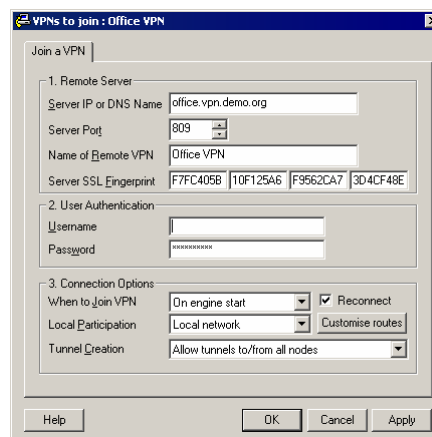 VPNs to join : Office VPN
Join a VPN
1. Remote Server
Server IP or DNS Name office.vpn.demo.org
Server Port 809
Name of Remote VPN Office VPN
Server SSL Fingerprint F7FC405B 10F125A6 F9562CA7 3D4CF48E
2. User Authentication
Username
Password **********
3. Connection Options
When to Join VPN On engine start Reconnect
Local Participation Local network Customise routes
Tunnel Creation Allow tunnels to/from all nodes
Help OK Cancel Apply